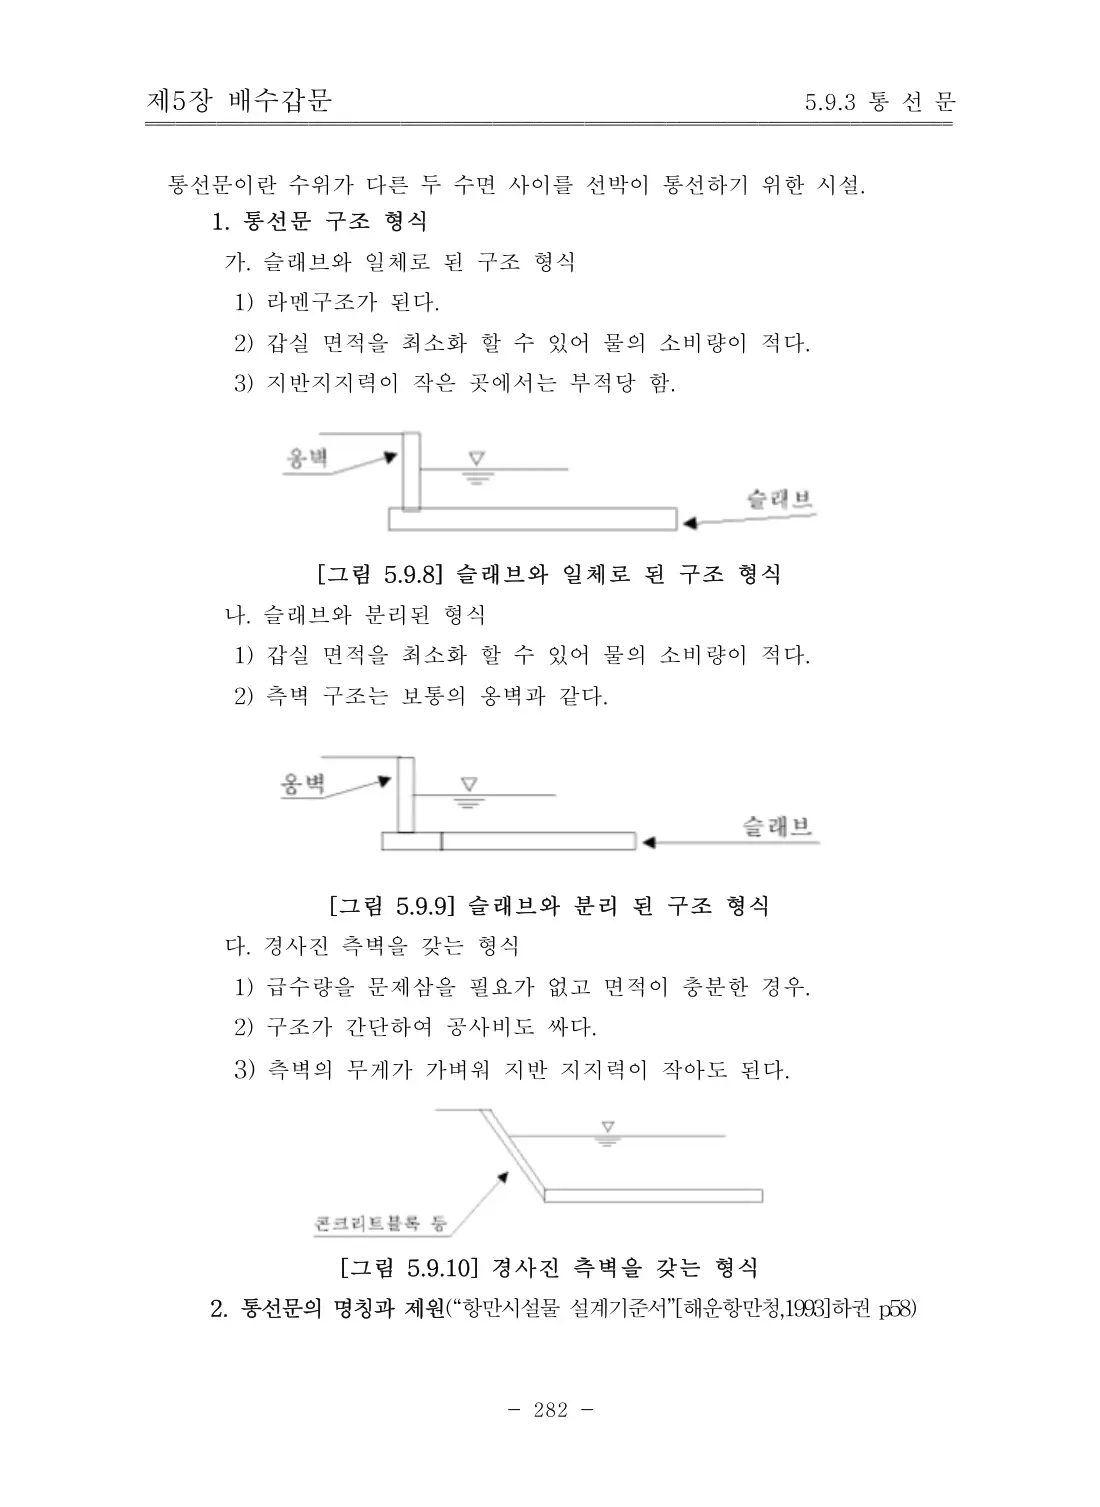 제5장 배수갑문
5.9.3 통 선 문
통선문이란 수위가 다른 두 수면 사이를 선박이 통선하기 위한 시설.
1. 통선문 구조 형식
가. 슬래브와 일체로 된 구조 형식
1) 라멘구조가 된다.
2) 갑실 면적을 최소화 할 수 있어 물의 소비량이 적다.
3) 지반지지력이 작은 곳에서는 부적당 함.
옹벽
슬래브
[그림 5.9.8] 슬래브와 일체로 된 구조 형식
나. 슬래브와 분리된 형식
1) 갑실 면적을 최소화 할 수 있어 물의 소비량이 적다.
2) 측벽 구조는 보통의 옹벽과 같다.
옹벽
슬래브
[그림 5.9.9] 슬래브와 분리 된 구조 형식
다. 경사진 측벽을 갖는 형식
1) 급수량을 문제삼을 필요가 없고 면적이 충분한 경우.
2) 구조가 간단하여 공사비도 싸다.
3) 측벽의 무게가 가벼워 지반 지지력이 작아도 된다.
콘크리트블록 등
[그림 5.9.10] 경사진 측벽을 갖는 형식
2. 통선문의 명칭과 제원(“항만시설물 설계기준서”[해운항만청,1993]하권 p58)
- 282 -